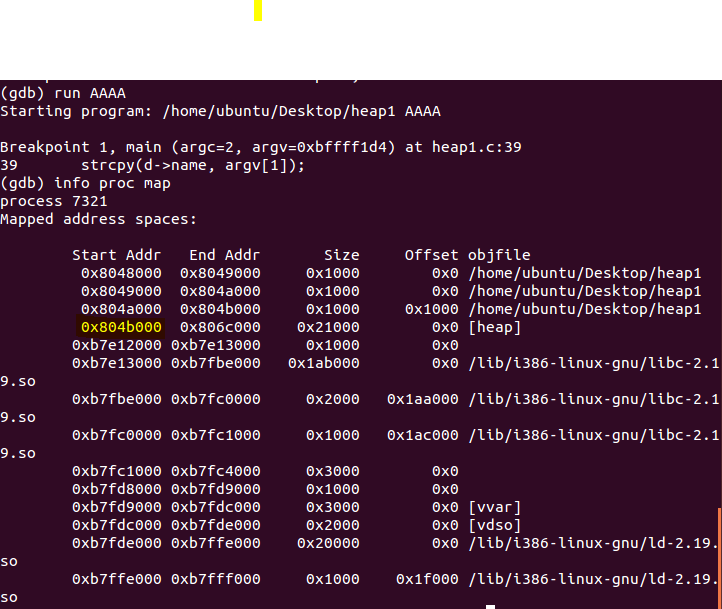 (gdb) run AAAA
Starting program: /home/ubuntu/Desktop/heap1 AAAA
Breakpoint 1, main (argc=2, argv=0xbffff1d4) at heap1.c:39
39       strcpy(d->name, argv[1]);
(gdb) info proc map
process 7321
Mapped address spaces:
Start Addr   End Addr       Size     Offset objfile
0x8048000  0x8049000     0x1000        0x0 /home/ubuntu/Desktop/heap1
0x8049000  0x804a000     0x1000        0x0 /home/ubuntu/Desktop/heap1
0x804a000  0x804b000     0x1000     0x1000 /home/ubuntu/Desktop/heap1
0x804b000  0x806c000    0x21000        0x0 [heap]
0xb7e12000 0xb7e13000     0x1000        0x0
0xb7e13000 0xb7fbe000   0x1ab000        0x0 /lib/i386-linux-gnu/libc-2.1
9.so
0xb7fbe000 0xb7fc0000     0x2000   0x1aa000 /lib/i386-linux-gnu/libc-2.1
9.so
0xb7fc0000 0xb7fc1000     0x1000   0x1ac000 /lib/i386-linux-gnu/libc-2.1
9.so
0xb7fc1000 0xb7fc4000     0x3000        0x0
0xb7fd8000 0xb7fd9000     0x1000        0x0
0xb7fd9000 0xb7fdc000     0x3000        0x0 [vvar]
0xb7fdc000 0xb7fde000     0x2000        0x0 [vdso]
0xb7fde000 0xb7ffe000    0x20000        0x0 /lib/i386-linux-gnu/ld-2.19.
so
0xb7ffe000 0xb7fff000     0x1000    0x1f000 /lib/i386-linux-gnu/ld-2.19.
so